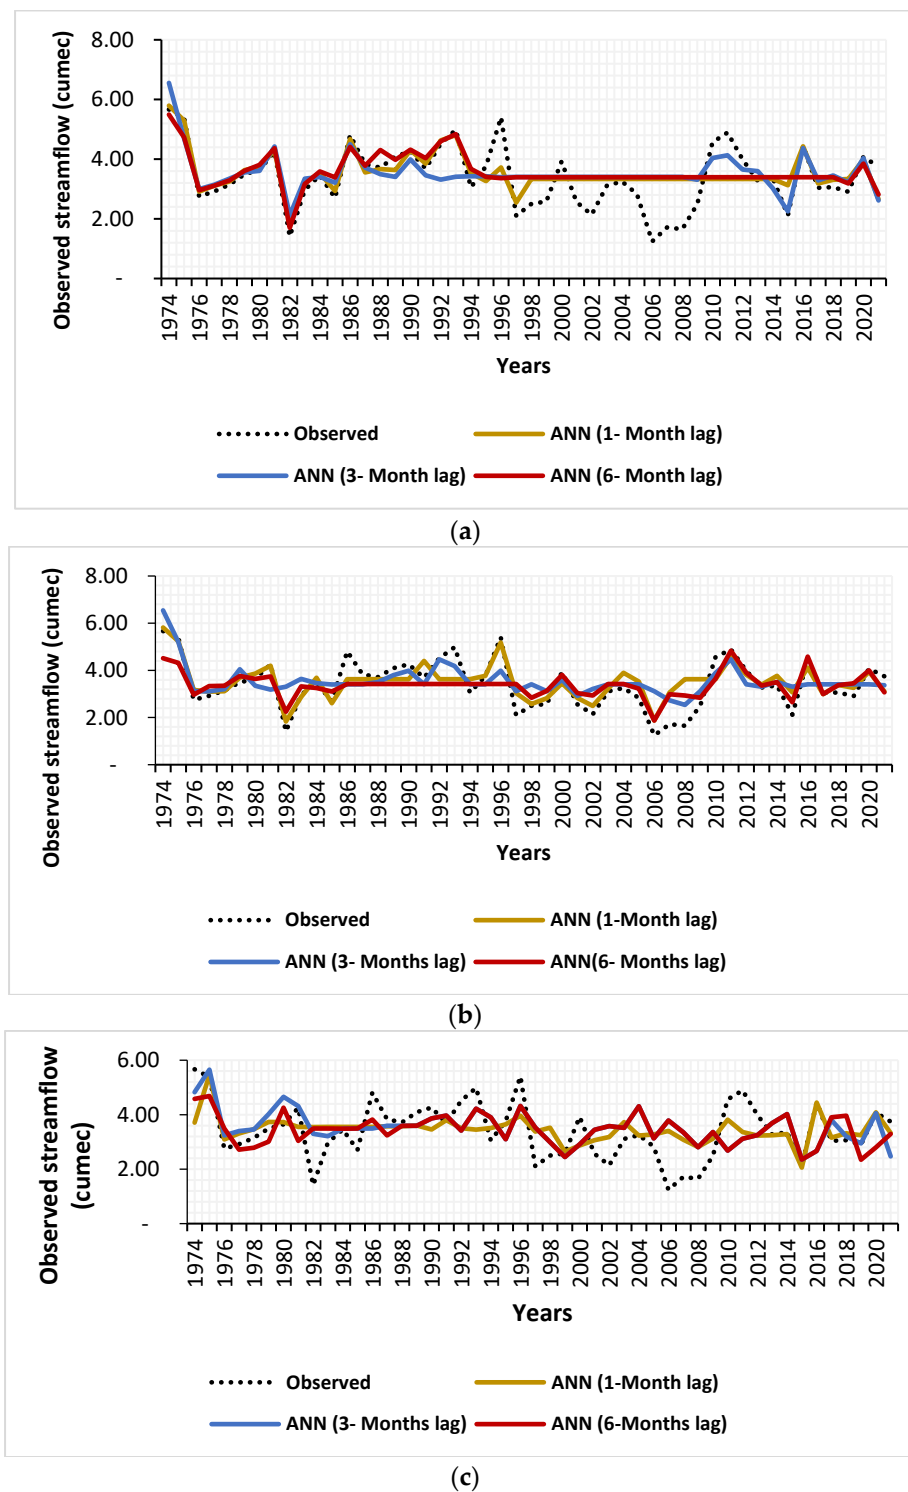 Observed streamflow (cumec)
8.00
6.00
4.00
2.00
-
1974 1976 1978 1980 1982 1984 1986 1988 1990 1992 1994 1996 1998 2000 2002 2004 2006 2008 2010 2012 2014 2016 2018 2020
Years
Observed ANN (1- Month lag)
ANN (3- Month lag) ANN (6- Month lag)
(a)
Observed streamflow (cumec)
8.00
6.00
4.00
2.00
-
1974 1976 1978 1980 1982 1984 1986 1988 1990 1992 1994 1996 1998 2000 2002 2004 2006 2008 2010 2012 2014 2016 2018 2020
Years
Observed ANN (1-Month lag)
ANN (3- Months lag) ANN(6- Months lag)
(b)
Observed streamflow
(cumec)
6.00
4.00
2.00
-
1974 1976 1978 1980 1982 1984 1986 1988 1990 1992 1994 1996 1998 2000 2002 2004 2006 2008 2010 2012 2014 2016 2018 2020
Years
Observed ANN (1-Month lag)
ANN (3- Months lag) ANN (6-Months lag)
(c)